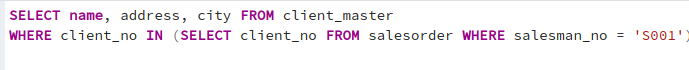 SELECT name, address, city FROM client_master
WHERE client_no IN (SELECT client_no FROM salesorder WHERE salesman_no = 'S001')